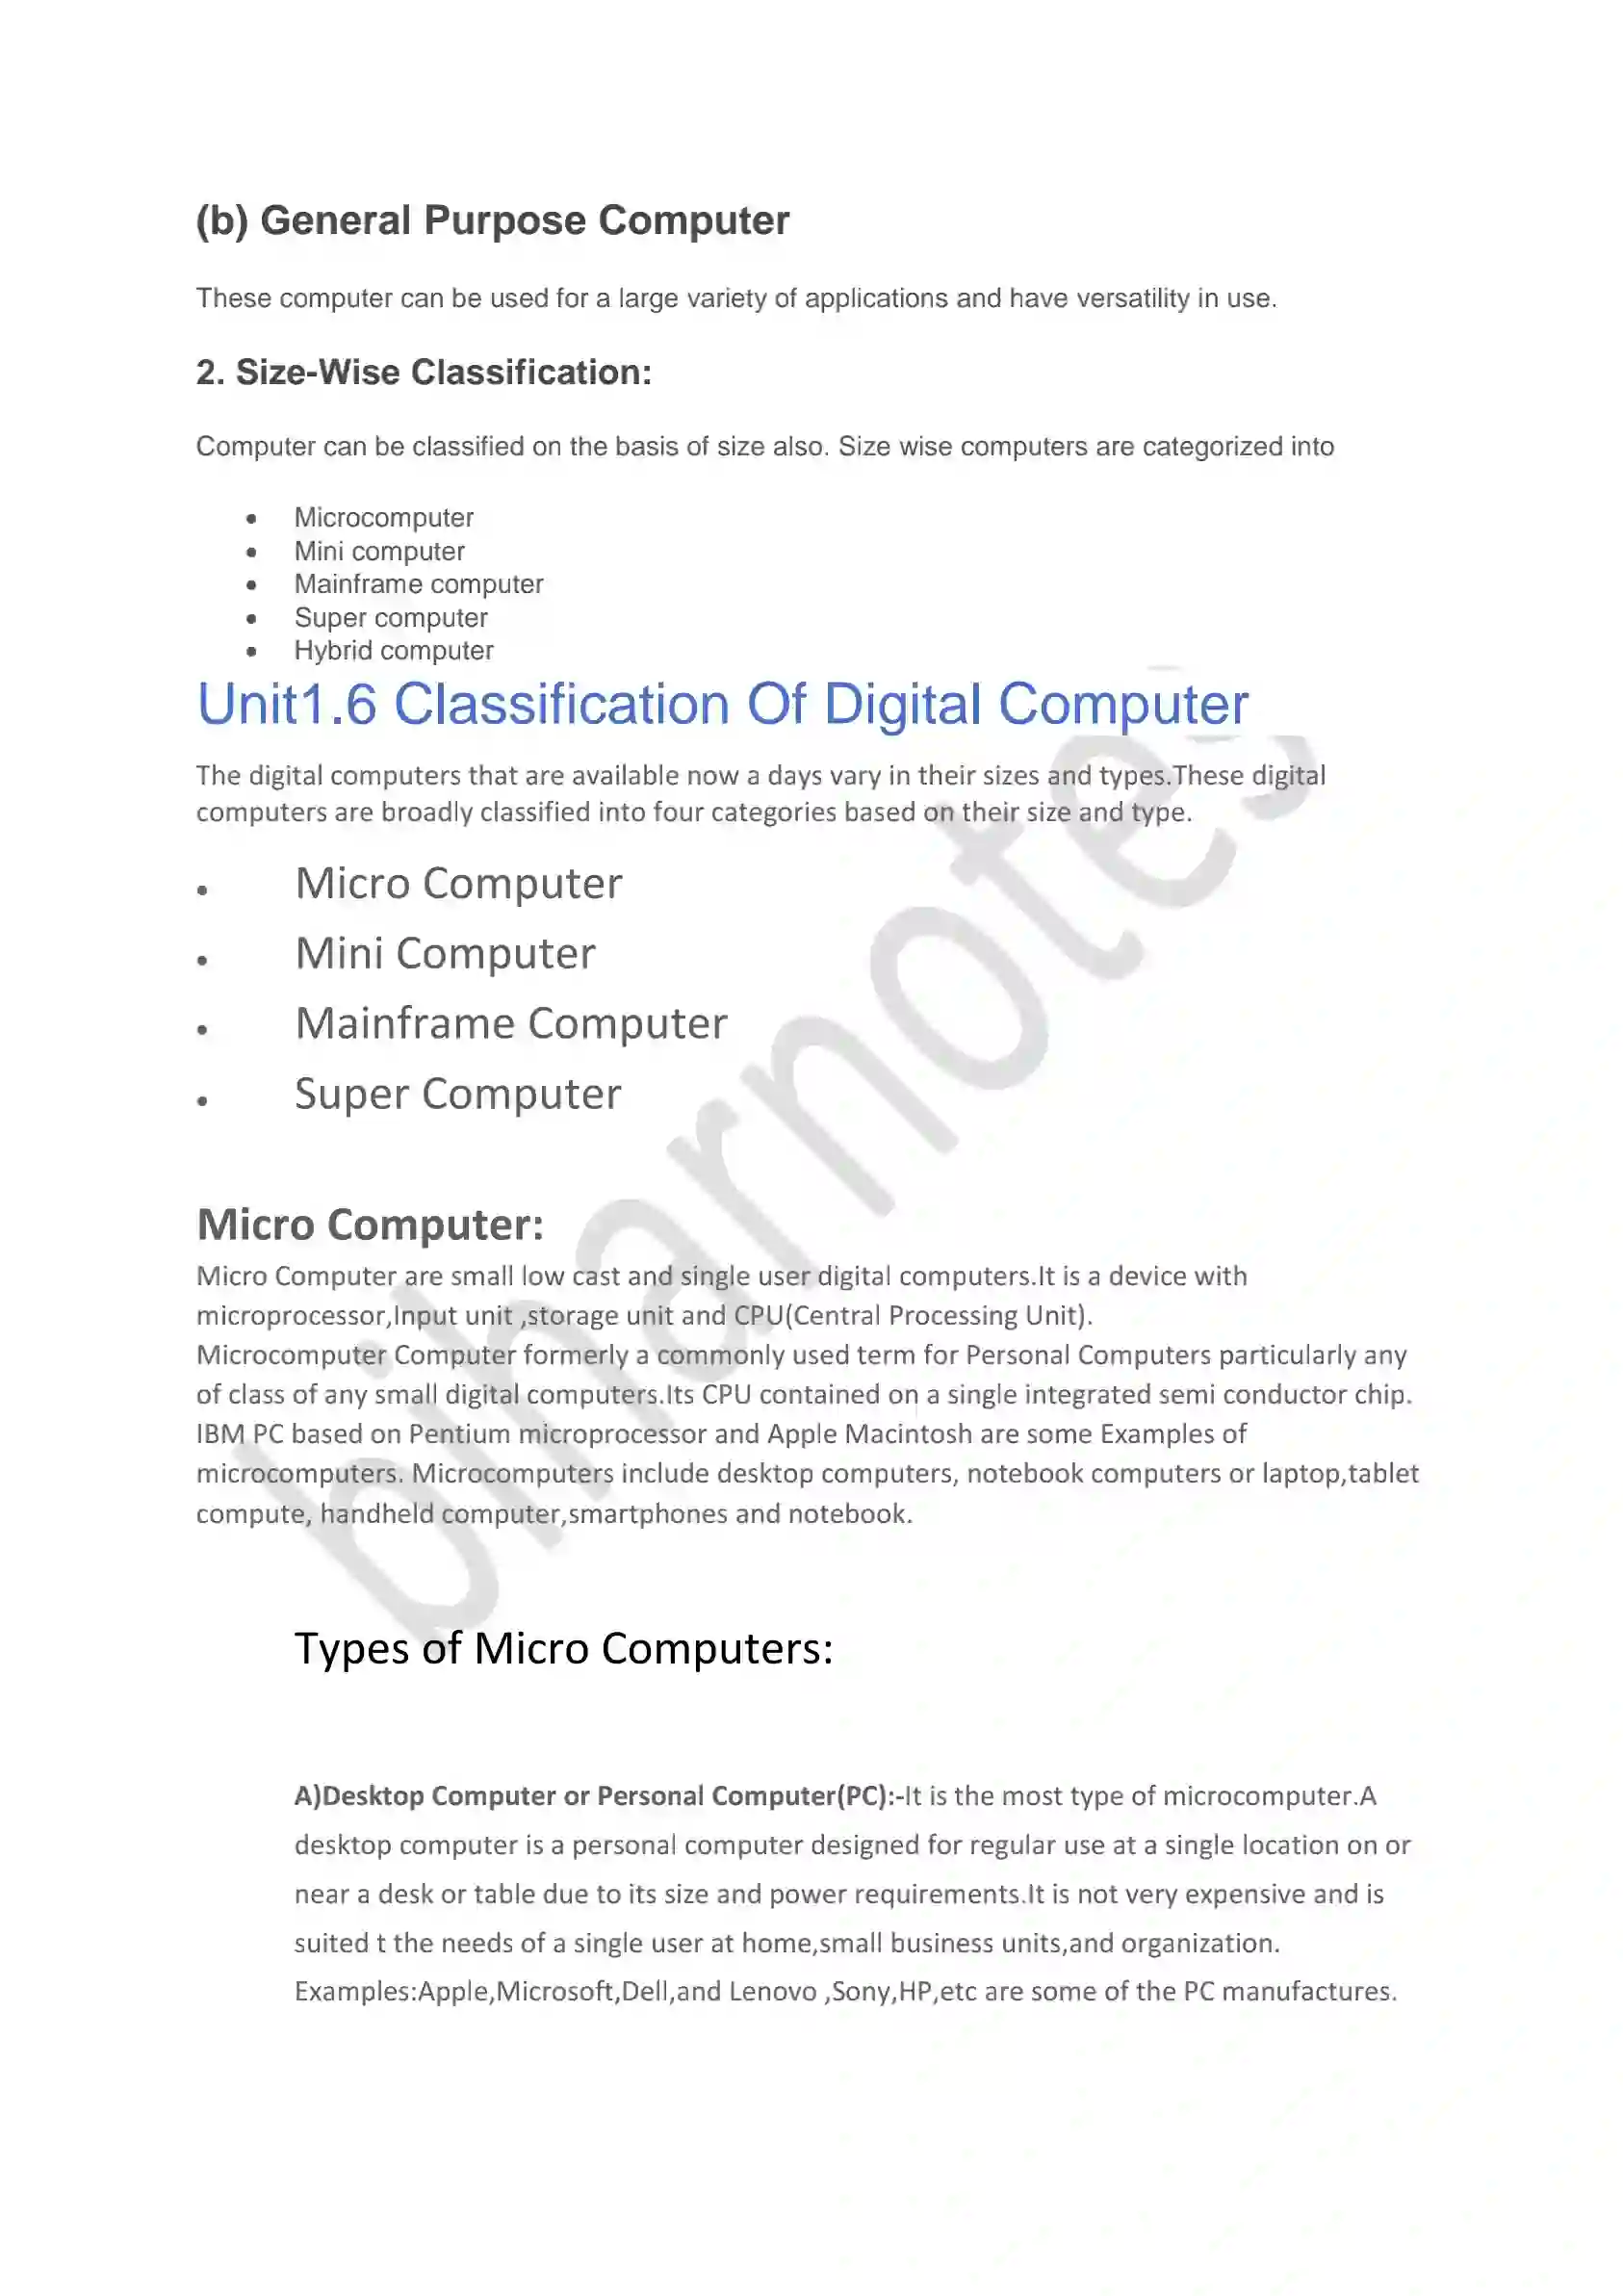 (b) General Purpose Computer
These computer can be used for a large variety of applications and have versatility in use.
2. Size-Wise Classification:
Computer can be classified on the basis of size also. Size wise computers are categorized into
• Microcomputer
• Mini computer
• Mainframe computer
• Super computer
• Hybrid computer
Unit1.6 Classification Of Digital Computer
The digital computers that are available now a days vary in their sizes and types.These digital
computers are broadly classified into four categories based on their size and type.
• Micro Computer
• Mini Computer
• Mainframe Computer
• Super Computer
Micro Computer:
Micro Computer are small low cast and single user digital computers.It is a device with
microprocessor,Input unit ,storage unit and CPU(Central Processing Unit).
Microcomputer Computer formerly a commonly used term for Personal Computers particularly any
of class of any small digital computers.Its CPU contained on a single integrated semi conductor chip.
IBM PC based on Pentium microprocessor and Apple Macintosh are some Examples of
microcomputers. Microcomputers include desktop computers, notebook computers or laptop,tablet
compute, handheld computer,smartphones and notebook.
Types of Micro Computers:
A)Desktop Computer or Personal Computer(PC):-It is the most type of microcomputer.A
desktop computer is a personal computer designed for regular use at a single location on or
near a desk or table due to its size and power requirements.It is not very expensive and is
suited t the needs of a single user at home,small business units,and organization.
Examples:Apple,Microsoft,Dell,and Lenovo ,Sony,HP,etc are some of the PC manufactures.
biharnotes